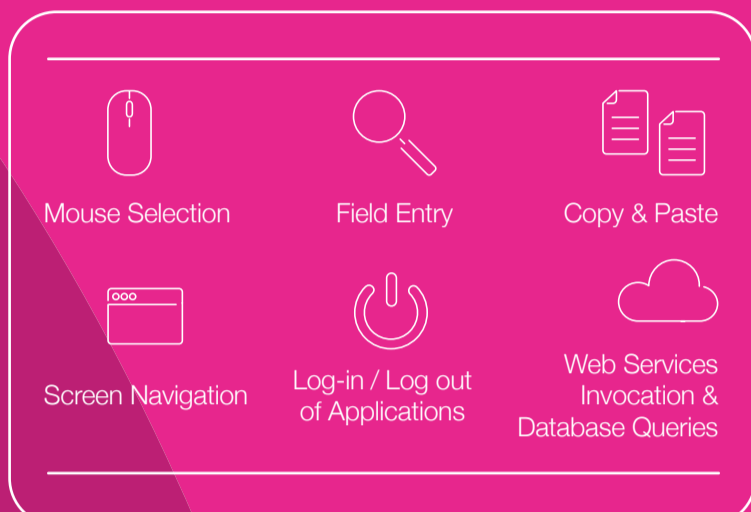 Mouse Selection
Field Entry
Copy & Paste
Screen Navigation
Log-in / Log out
of Applications
Web Services
Invocation &
Database Queries